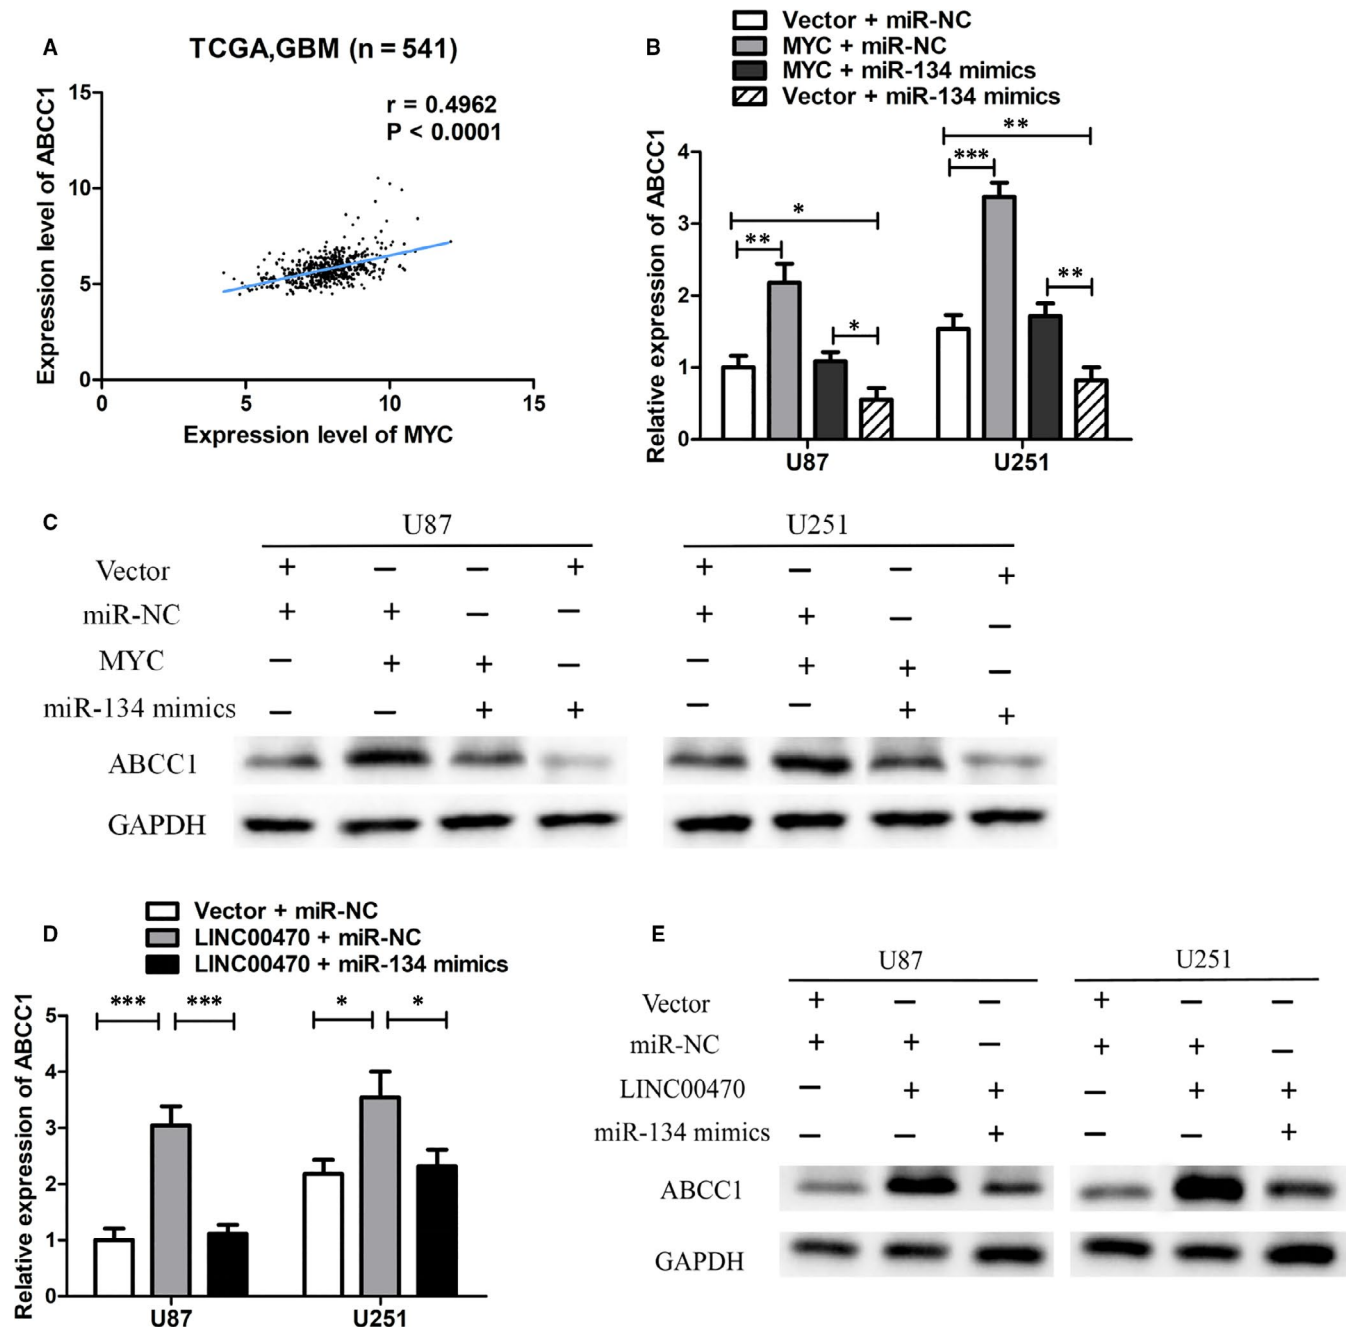 A
TCGA,GBM (n = 541)
r = 0.4962
P < 0.0001
Expression level of ABCC1
15
10
5
0
0 5 10 15
Expression level of MYC
B
Vector + miR-NC
MYC + miR-NC
MYC + miR-134 mimics
Vector + miR-134 mimics
Relative expression of ABCC1
4
3
2
1
0
* ** *
** *** **
U87 U251
C
U87 U251
Vector + − − + + − − +
miR-NC + + − − + + − −
MYC − + + − − + + −
miR-134 mimics − − + + − − + +
ABCC1
GAPDH
D
Vector + miR-NC
LINC00470 + miR-NC
LINC00470 + miR-134 mimics
Relative expression of ABCC1
5
4
3
2
1
0
*** *** * *
U87 U251
E
U87 U251
Vector + − − + − −
miR-NC + + − + + −
LINC00470 − + + − + +
miR-134 mimics − − + − − +
ABCC1
GAPDH